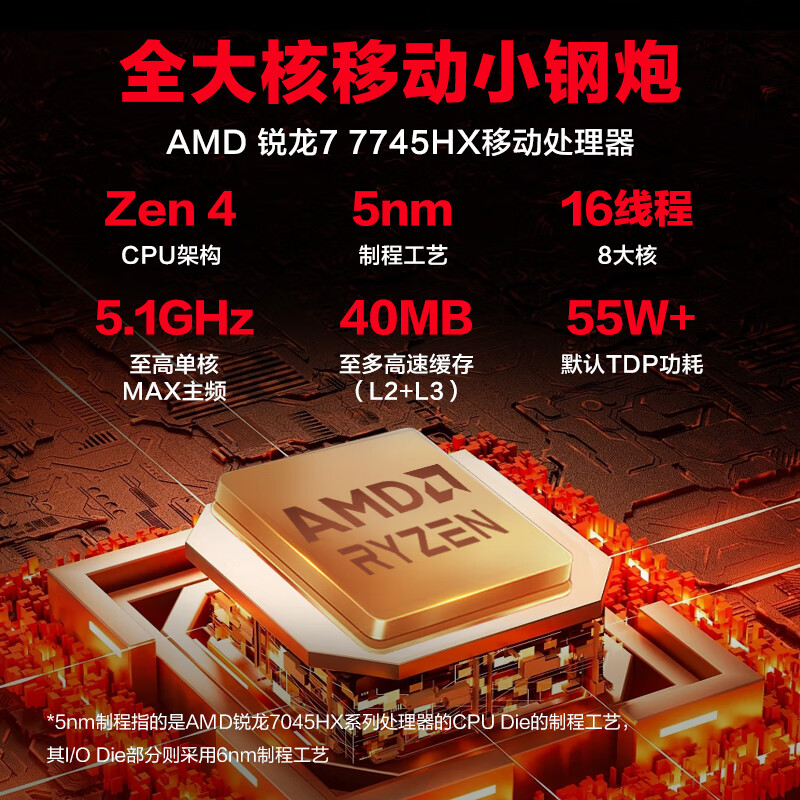 全大核移动小钢炮
AMD 锐龙7 7745HX移动处理器
Zen 4
CPU架构
5nm
制程工艺
16线程
8大核
5.1GHz
至高单核
MAX主频
40MB
至多高速缓存
（L2+L3）
55W+
默认TDP功耗
AMD
RYZEN
*5nm制程指的是AMD锐龙7045HX系列处理器的CPU Die的制程工艺，
其I/O Die部分则采用6nm制程工艺